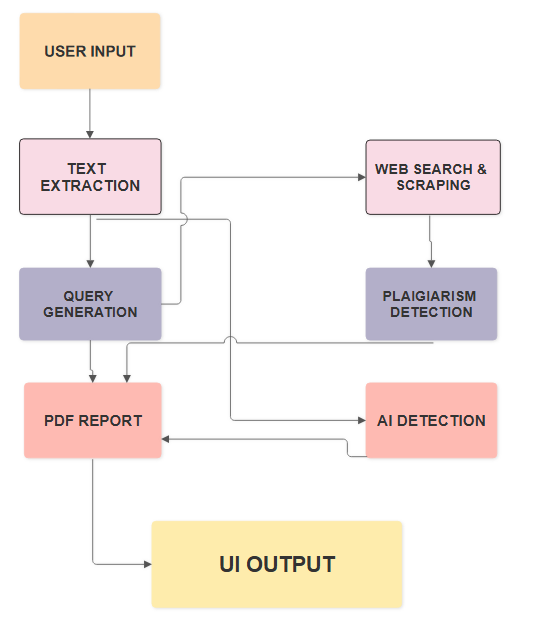 USER INPUT
TEXT
EXTRACTION
WEB SEARCH &
SCRAPING
QUERY
GENERATION
PLAIGIARISM
DETECTION
PDF REPORT
AI DETECTION
UI OUTPUT